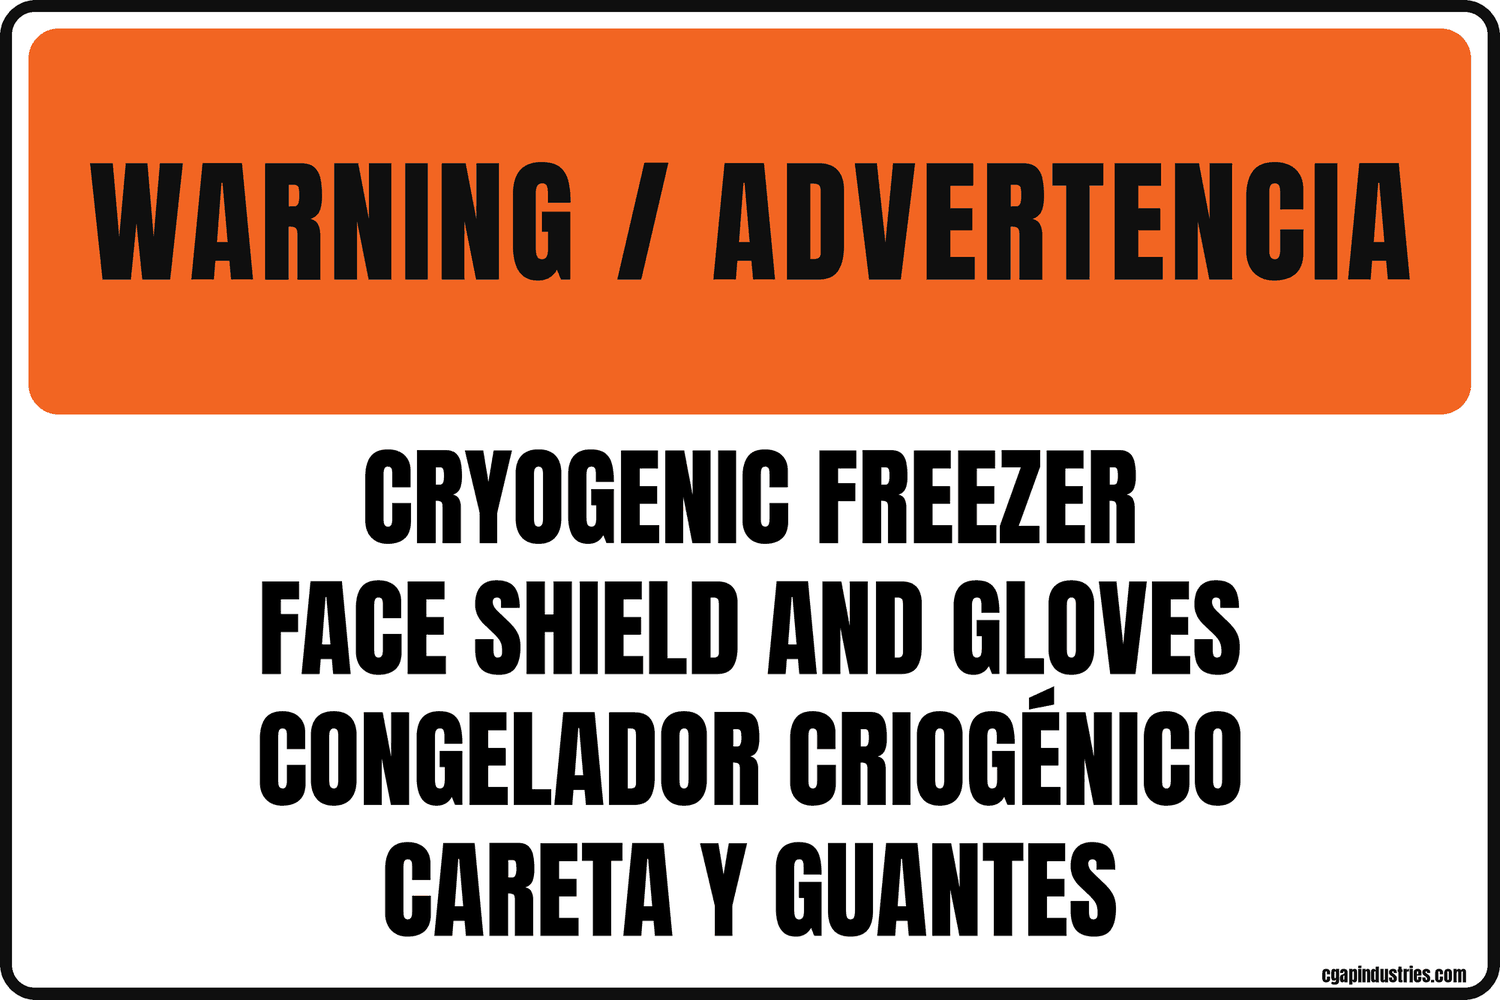 WARNING / ADVERTENCIA
CRYOGENIC FREEZER
FACE SHIELD AND GLOVES
CONGELADOR CRIOGÉNICO
CARETA Y GUANTES
cgapindustries.com